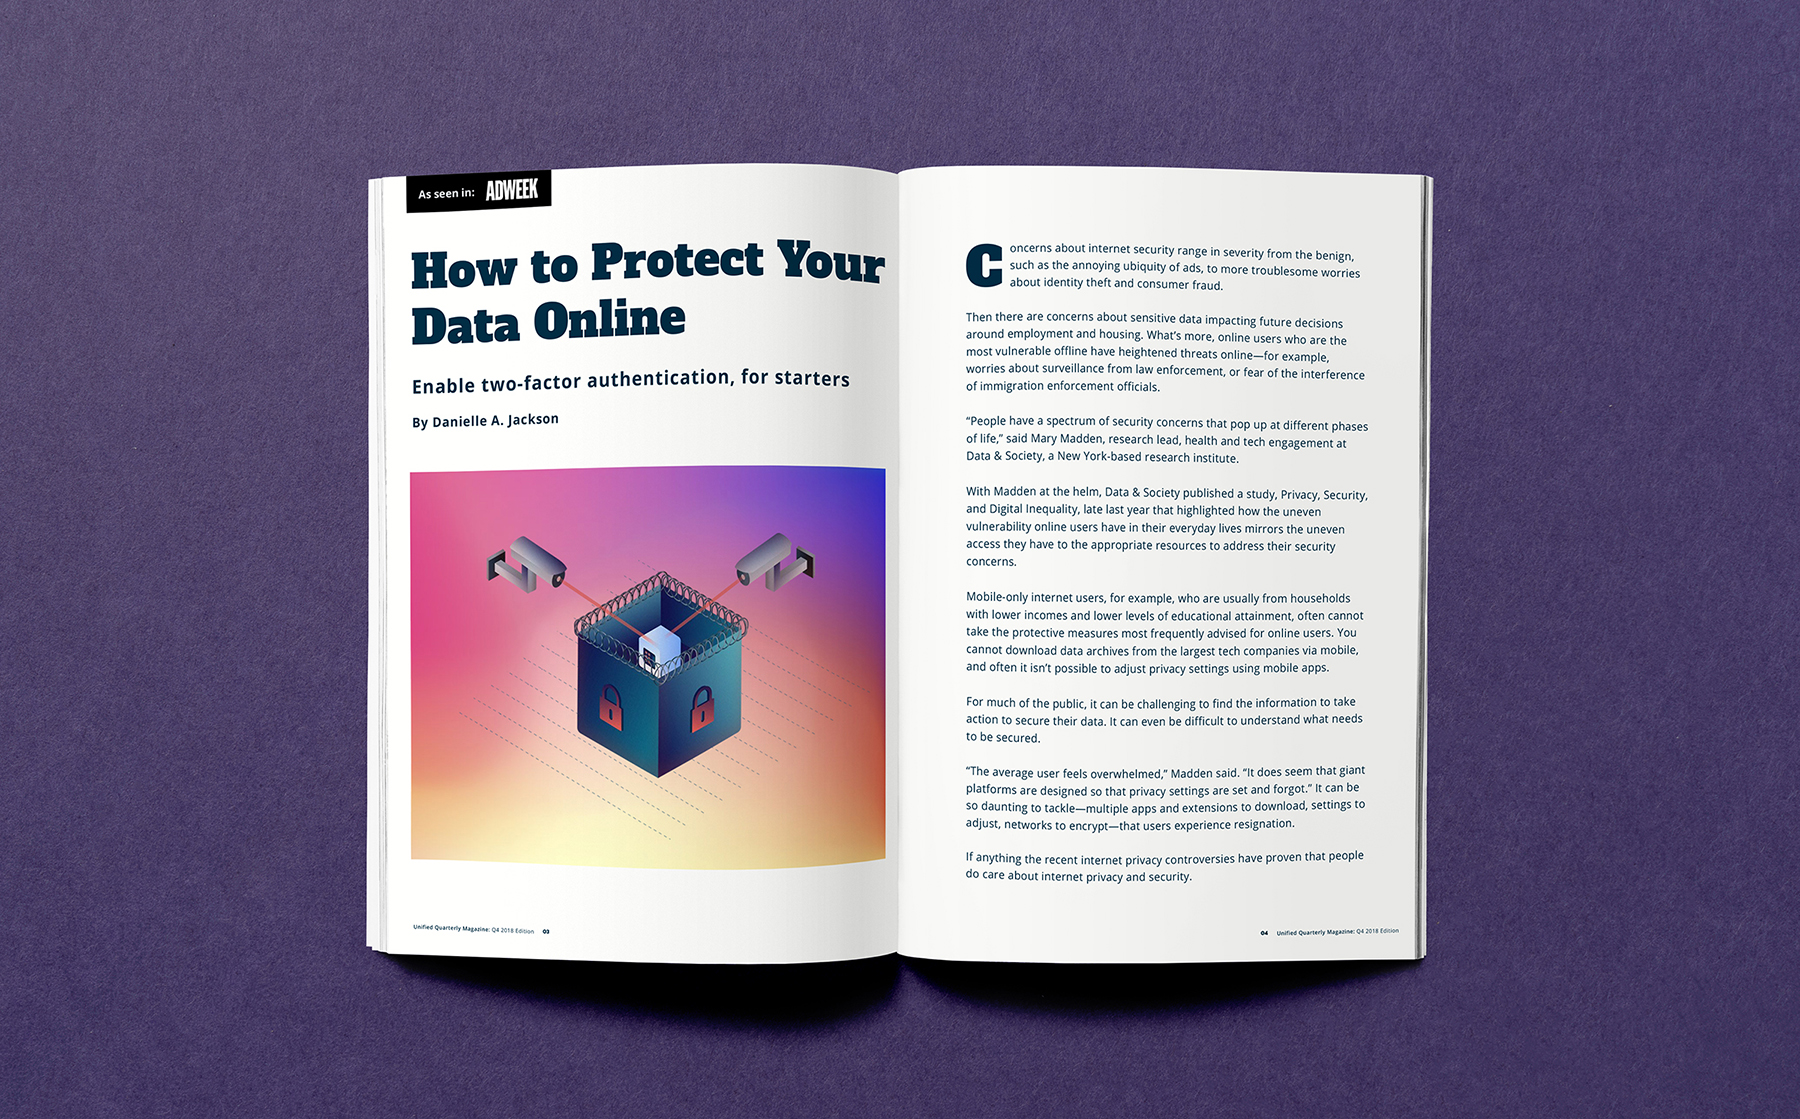 As seen in: ADWEEK
How to Protect Your
Data Online
Enable two-factor authentication, for starters
By Danielle A. Jackson
Unified Quarterly Magazine: Q4 2018 Edition 03
Concerns about internet security range in severity from the benign,
such as the annoying ubiquity of ads, to more troublesome worries
about identity theft and consumer fraud.
Then there are concerns about sensitive data impacting future decisions
around employment and housing. What's more, online users who are the
most vulnerable offline have heightened threats online—for example,
worries about surveillance from law enforcement, or fear of the interference
of immigration enforcement officials.
“People have a spectrum of security concerns that pop up at different phases
of life,” said Mary Madden, research lead, health and tech engagement at
Data & Society, a New York-based research institute.
With Madden at the helm, Data & Society published a study, Privacy, Security,
and Digital Inequality, late last year that highlighted how the uneven
vulnerability online users have in their everyday lives mirrors the uneven
access they have to the appropriate resources to address their security
concerns.
Mobile-only internet users, for example, who are usually from households
with lower incomes and lower levels of educational attainment, often cannot
take the protective measures most frequently advised for online users. You
cannot download data archives from the largest tech companies via mobile,
and often it isn't possible to adjust privacy settings using mobile apps.
For much of the public, it can be challenging to find the information to take
action to secure their data. It can even be difficult to understand what needs
to be secured.
“The average user feels overwhelmed,” Madden said. “It does seem that giant
platforms are designed so that privacy settings are set and forgot.” It can be
so daunting to tackle—multiple apps and extensions to download, settings to
adjust, networks to encrypt—that users experience resignation.
If anything the recent internet privacy controversies have proven that people
do care about internet privacy and security.
04 Unified Quarterly Magazine: Q4 2018 Edition